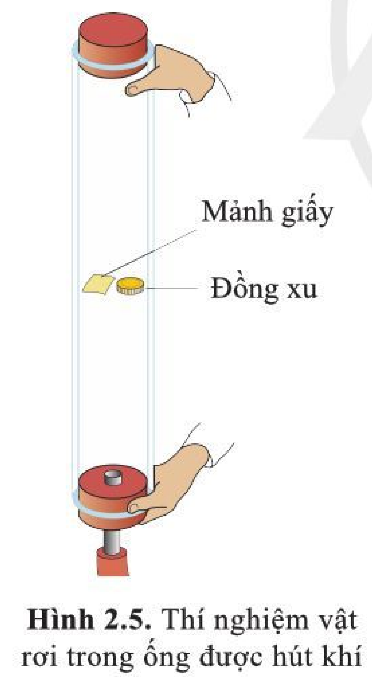 Mảnh giấy
Đồng xu
Hình 2.5. Thí nghiệm vật
rơi trong ống được hút khí